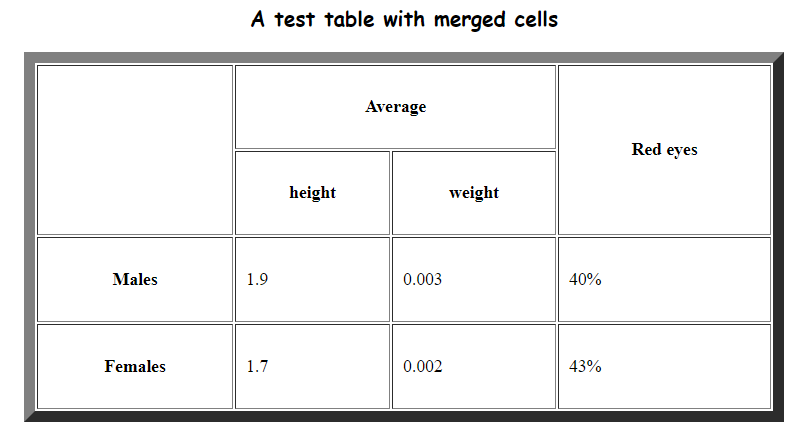 A test table with merged cells
Average
Red eyes
height weight
Males 1.9 0.003 40%
Females 1.7 0.002 43%